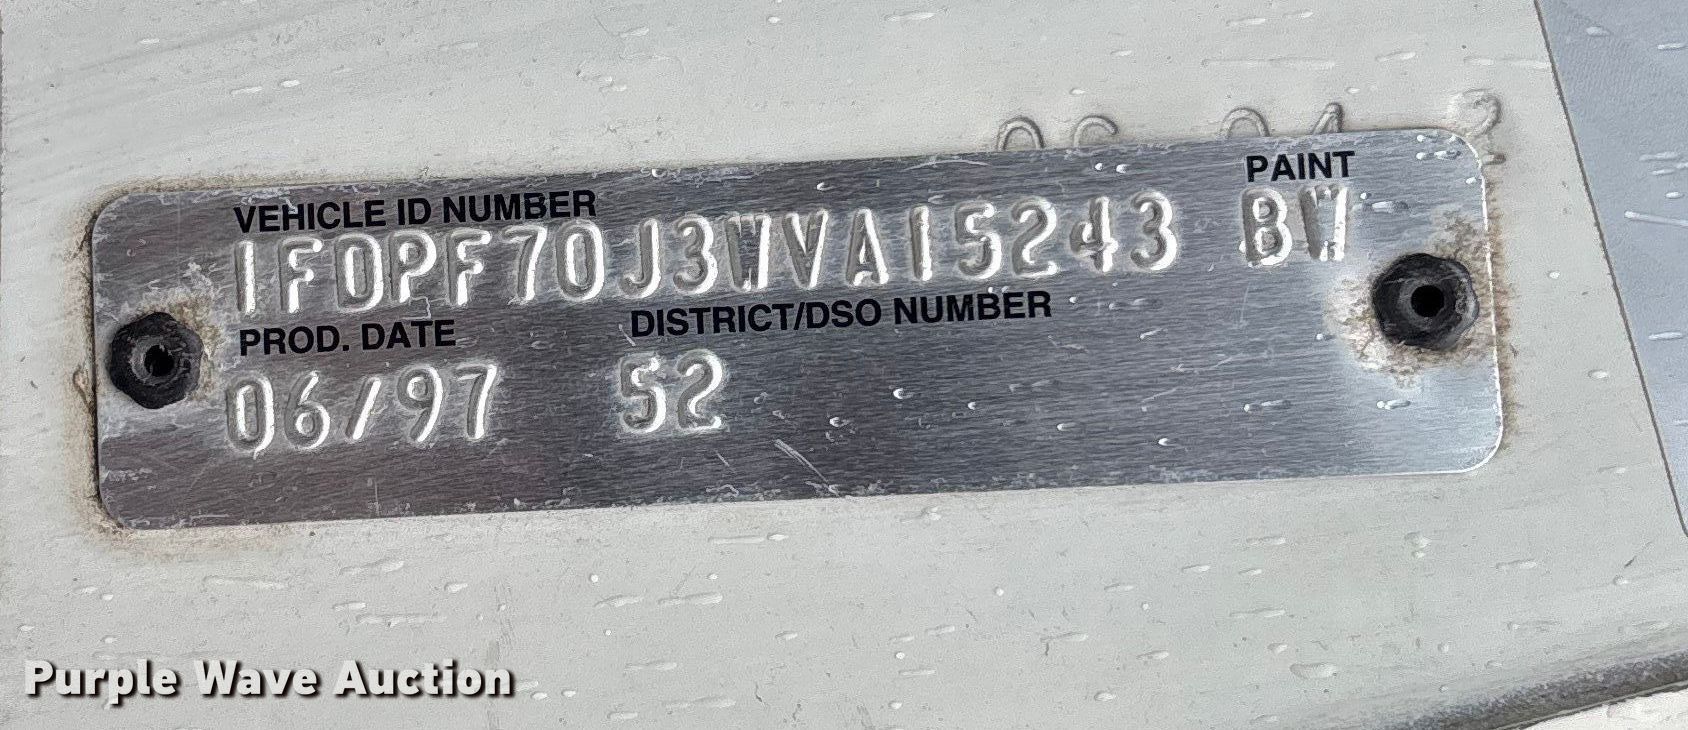 VEHICLE ID NUMBER PAINT
1FDPF70J3WVA15243 BW
PROD. DATE DISTRICT/DSO NUMBER
06/97 52
Purple Wave Auction